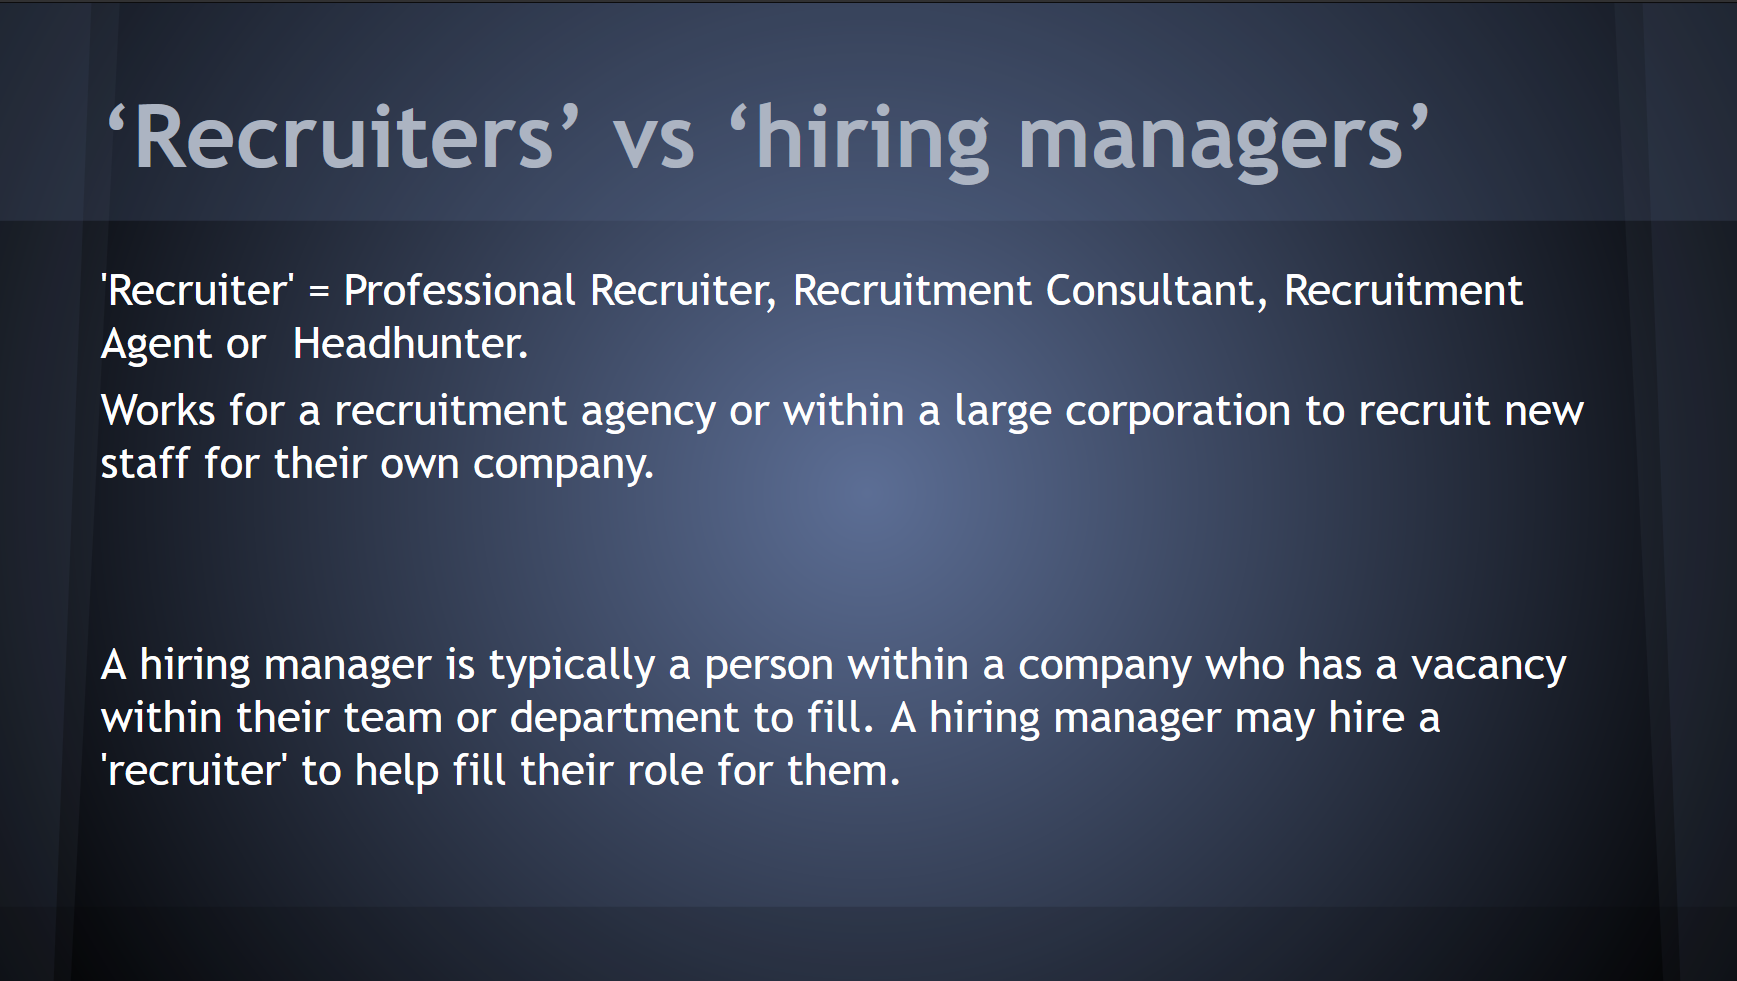 ‘Recruiters’ vs ‘hiring managers’
'Recruiter' = Professional Recruiter, Recruitment Consultant, Recruitment
Agent or  Headhunter.
Works for a recruitment agency or within a large corporation to recruit new
staff for their own company.
A hiring manager is typically a person within a company who has a vacancy
within their team or department to fill. A hiring manager may hire a
'recruiter' to help fill their role for them.